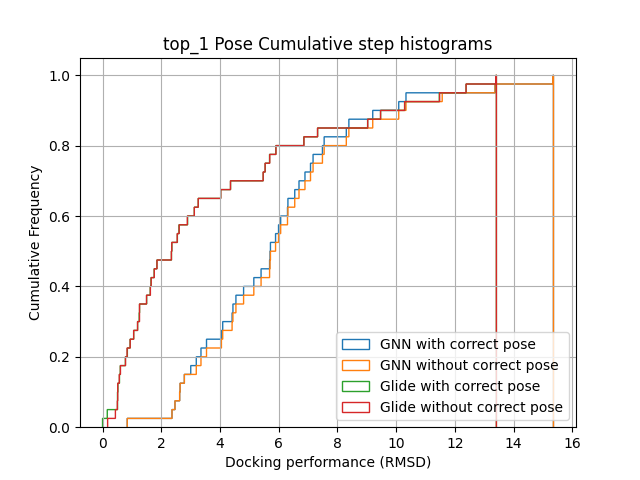 top_1 Pose Cumulative step histograms
Cumulative Frequency
1.0
0.8
0.6
0.4
0.2
0.0
GNN with correct pose
GNN without correct pose
Glide with correct pose
Glide without correct pose
0 2 4 6 8 10 12 14 16
Docking performance (RMSD)